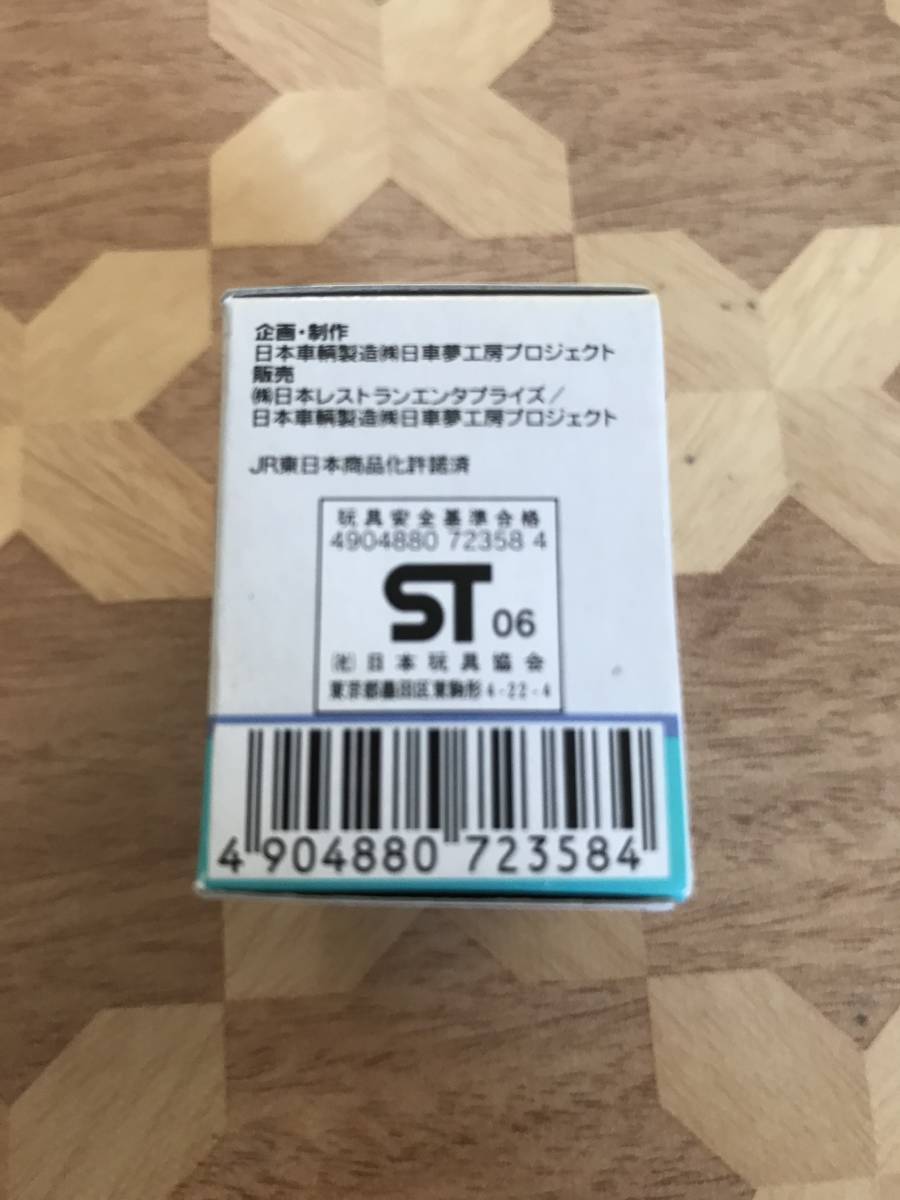 企画・制作
日本車輌製造㈱日車夢工房プロジェクト
販売
㈱日本レストランエンタプライズ/
日本車輌製造㈱日車夢工房プロジェクト
JR東日本商品化許諾済
玩具安全基準合格
4904880 72358 4
ST 06
㈳日本玩具協会
東京都墨田区東駒形4-22-4
4 904880 723584